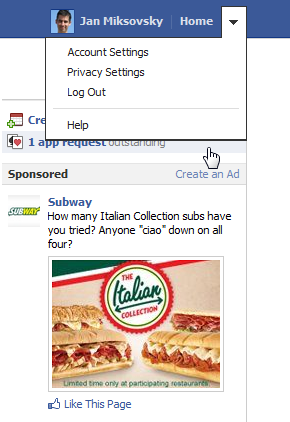 Jan Miksovsky Home
Account Settings
Privacy Settings
Log Out
Help
Cre
1 app request outstanding
Sponsored Create an Ad
SUBWAY
Subway
How many Italian Collection subs have
you tried? Anyone "ciao" down on all
four?
THE
Italian
COLLECTION
Limited time only at participating restaurants.
Like This Page